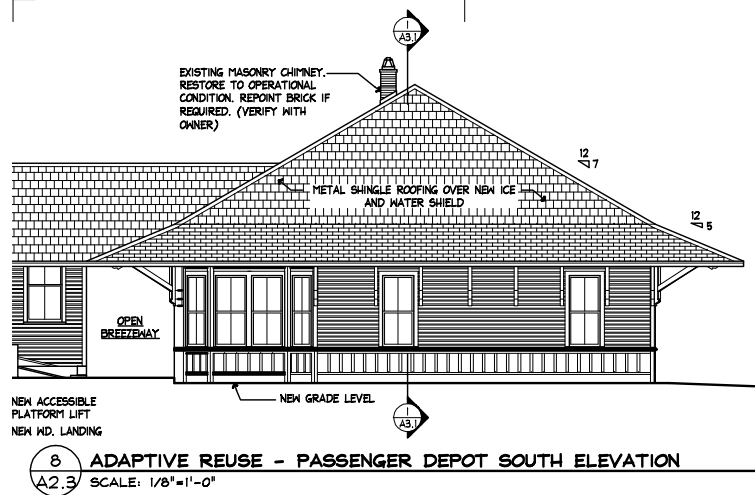 1
A3.1
EXISTING MASONRY CHIMNEY.
RESTORE TO OPERATIONAL
CONDITION. REPOINT BRICK IF
REQUIRED. (VERIFY WITH
OWNER)
12
7
METAL SHINGLE ROOFING OVER NEW ICE
AND WATER SHIELD
12
5
OPEN
BREEZEWAY
NEW ACCESSIBLE
PLATFORM LIFT
NEW WD. LANDING
NEW GRADE LEVEL
1
A3.1
8
A2.3
ADAPTIVE REUSE - PASSENGER DEPOT SOUTH ELEVATION
SCALE: 1/8"=1'-0"